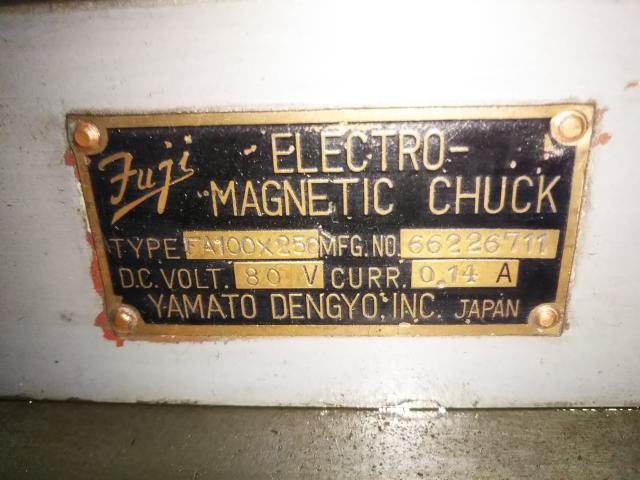 Fuji
ELECTRO-
MAGNETIC CHUCK
TYPE FA100X250 MFG.NO. 66226711
D.C.VOLT. 80 V CURR. 0.14 A
YAMATO DENGYO.INC. JAPAN